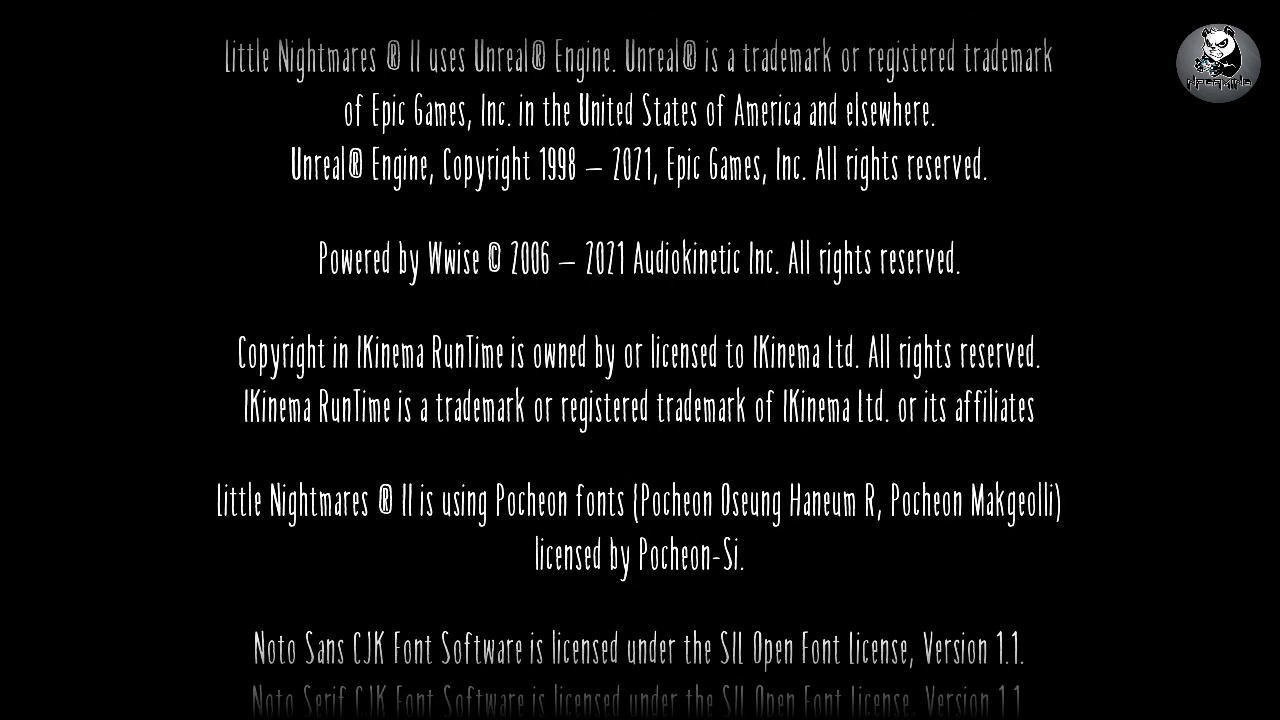 Little Nightmares ® II uses Unreal® Engine. Unreal® is a trademark or registered trademark
of Epic Games, Inc. in the United States of America and elsewhere.
Unreal® Engine, Copyright 1998 – 2021, Epic Games, Inc. All rights reserved.
Powered by Wwise © 2006 – 2021 Audiokinetic Inc. All rights reserved.
Copyright in IKinema RunTime is owned by or licensed to IKinema Ltd. All rights reserved.
IKinema RunTime is a trademark or registered trademark of IKinema Ltd. or its affiliates
Little Nightmares ® II is using Pocheon fonts (Pocheon Oseung Haneum R, Pocheon Makgeolli)
licensed by Pocheon-Si.
Noto Sans CJK Font Software is licensed under the SIL Open Font License, Version 1.1.
Noto Serif CJK Font Software is licensed under the SIL Open Font License. Version 1.1